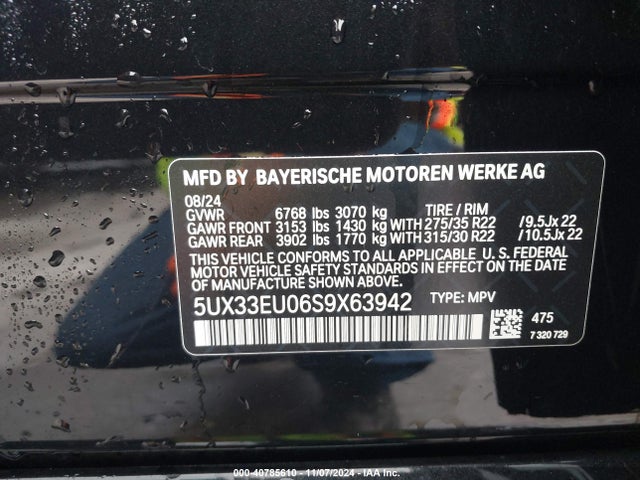 MFD BY BAYERISCHE MOTOREN WERKE AG
08/24
GVWR 6768 lbs 3070 kg TIRE / RIM
GAWR FRONT 3153 lbs 1430 kg WITH 275/35 R22 /9.5Jx 22
GAWR REAR 3902 lbs 1770 kg WITH 315/30 R22 /10.5Jx 22
THIS VEHICLE CONFORMS TO ALL APPLICABLE U. S. FEDERAL
MOTOR VEHICLE SAFETY STANDARDS IN EFFECT ON THE DATE
OF MANUFACTURE SHOWN ABOVE.
5UX33EU06S9X63942 TYPE: MPV
475
7 320 729
000-40785610 - 11/07/2024 - IAA Inc.